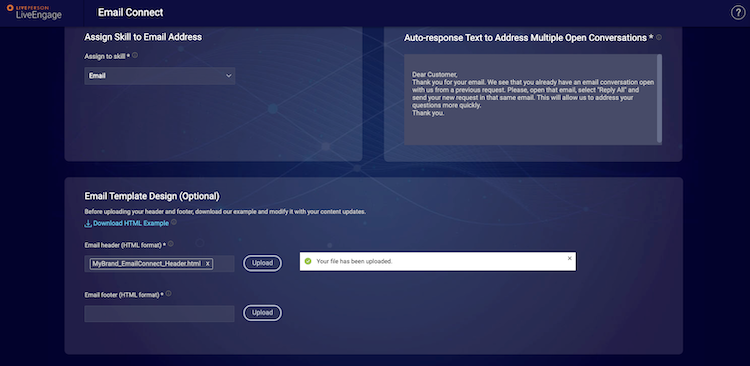 LIVEPERSON
LiveEngage
Email Connect
?
Assign Skill to Email Address
Assign to skill *
Email
Auto-response Text to Address Multiple Open Conversations *
Dear Customer,
Thank you for your email. We see that you already have an email conversation open
with us from a previous request. Please, open that email, select "Reply All" and
send your new request in that same email. This will allow us to address your
questions more quickly.
Thank you.
Email Template Design (Optional)
Before uploading your header and footer, download our example and modify it with your content updates.
Download HTML Example
Email header (HTML format) *
MyBrand_EmailConnect_Header.html x
Upload
Your file has been uploaded.
x
Email footer (HTML format) *
Upload